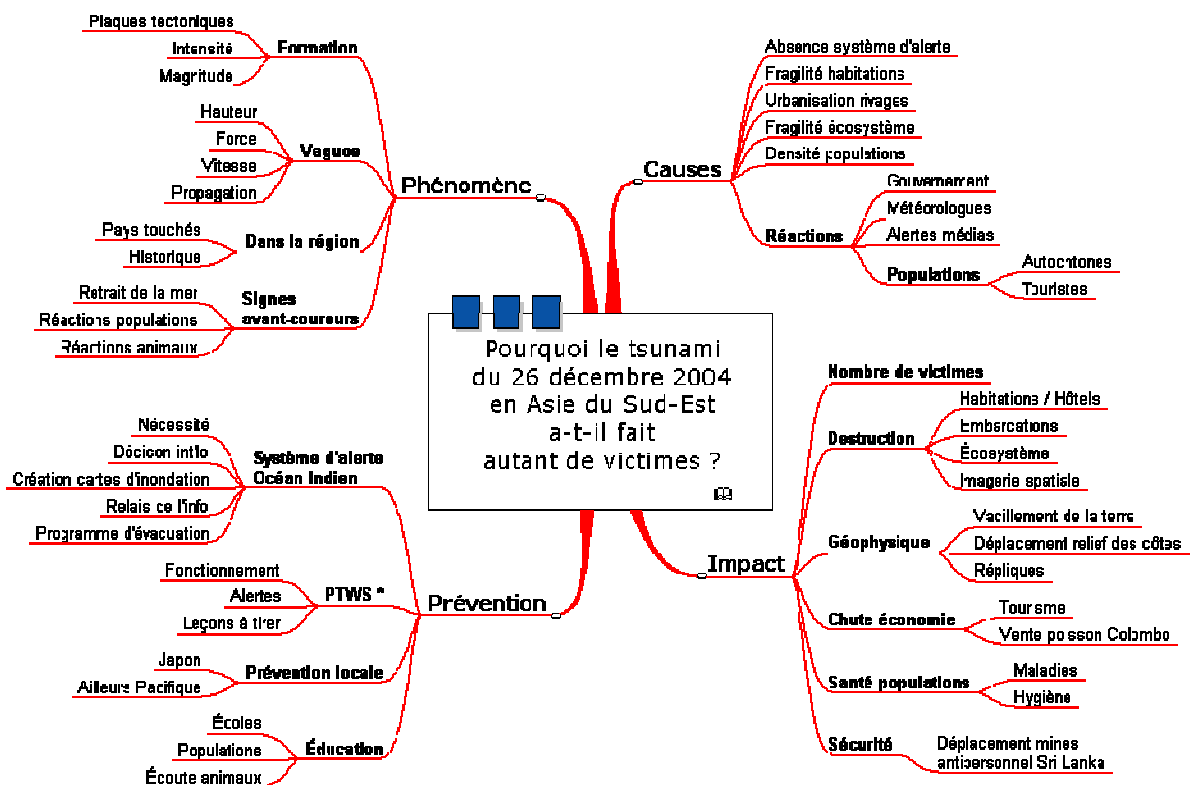 Pourquoi le tsunami
du 26 décembre 2004
en Asie du Sud-Est
a-t-il fait
autant de victimes ?
Phénomène
Formation
Plaques tectoniques
Intensité
Magnitude
Vagues
Hauteur
Force
Vitesse
Propagation
Dans la région
Pays touchés
Historique
Signes
avant-coureurs
Retrait de la mer
Réactions populations
Réactions animaux
Causes
Absence système d'alerte
Fragilité habitations
Urbanisation rivages
Fragilité écosystème
Densité populations
Réactions
Gouvernement
Météorologues
Alertes médias
Populations
Autochtones
Touristes
Impact
Nombre de victimes
Destruction
Habitations / Hôtels
Embarcations
Écosystème
Imagerie spatiale
Géophysique
Vacillement de la terre
Déplacement relief des côtes
Répliques
Chute économie
Tourisme
Vente poisson Colombo
Santé populations
Maladies
Hygiène
Sécurité
Déplacement mines
antipersonnel Sri Lanka
Prévention
Système d'alerte
Océan Indien
Nécessité
Décision int'lo
Création cartes d'inondation
Relais de l'info
Programme d'évacuation
PTWS *
Fonctionnement
Alertes
Leçons à tirer
Prévention locale
Japon
Ailleurs Pacifique
Éducation
Écoles
Populations
Écoute animaux